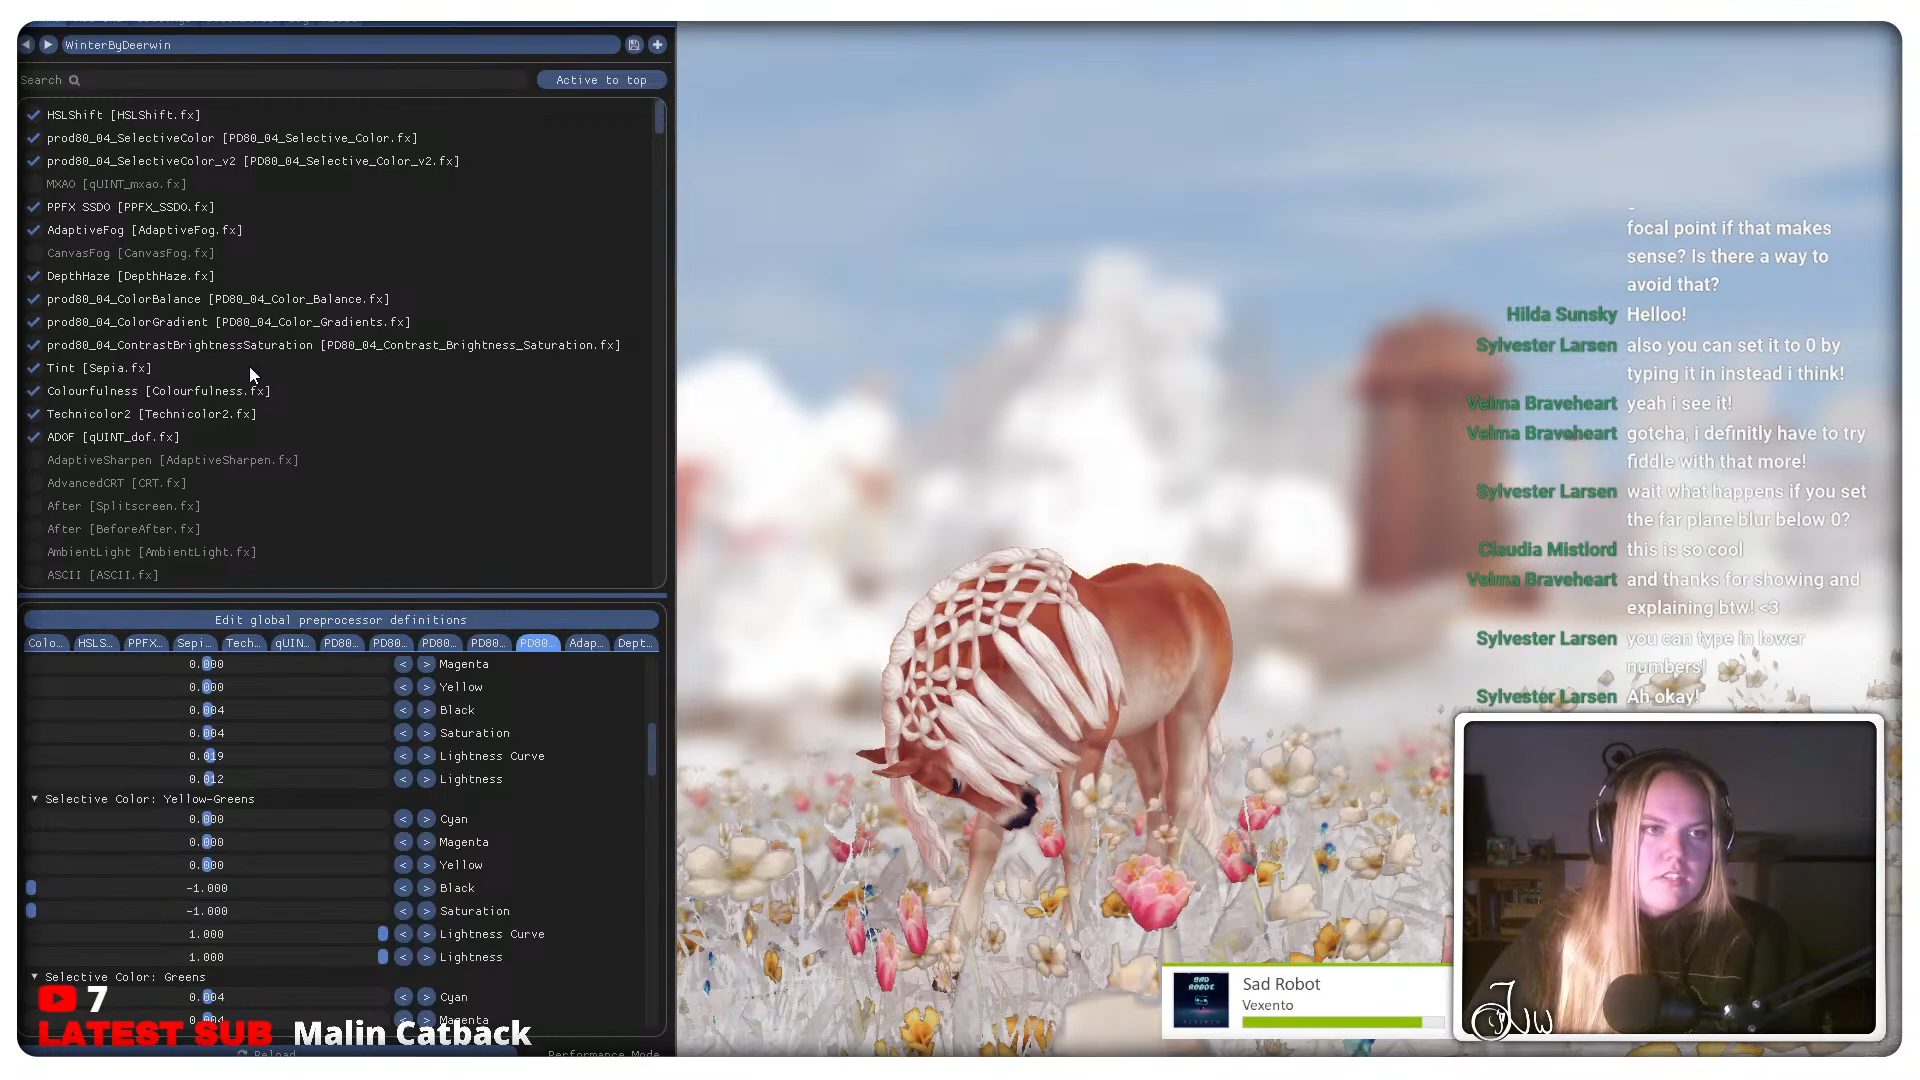 WinterByDeerwin
Search
Active to top
HSLShift [HSLShift.fx]
prod80_04_SelectiveColor [PD80_04_Selective_Color.fx]
prod80_04_SelectiveColor_v2 [PD80_04_Selective_Color_v2.fx]
MXAO [qUINT_mxao.fx]
PPFX SSDO [PPFX_SSDO.fx]
AdaptiveFog [AdaptiveFog.fx]
CanvasFog [CanvasFog.fx]
DepthHaze [DepthHaze.fx]
prod80_04_ColorBalance [PD80_04_Color_Balance.fx]
prod80_04_ColorGradient [PD80_04_Color_Gradients.fx]
prod80_04_ContrastBrightnessSaturation [PD80_04_Contrast_Brightness_Saturation.fx]
Tint [Sepia.fx]
Colourfulness [Colourfulness.fx]
Technicolor2 [Technicolor2.fx]
ADOF [qUINT_dof.fx]
AdaptiveSharpen [AdaptiveSharpen.fx]
AdvancedCRT [CRT.fx]
After [Splitscreen.fx]
After [BeforeAfter.fx]
AmbientLight [AmbientLight.fx]
ASCII [ASCII.fx]
Edit global preprocessor definitions
Colo... HSLS... PPFX... Sepi... Tech... qUIN... PD80... PD80... PD80... PD80... PD80... Adap... Dept...
0.000 < > Magenta
0.000 < > Yellow
0.004 < > Black
0.004 < > Saturation
0.019 < > Lightness Curve
0.012 < > Lightness
Selective Color: Yellow-Greens
0.000 < > Cyan
0.000 < > Magenta
0.000 < > Yellow
-1.000 < > Black
-1.000 < > Saturation
1.000 < > Lightness Curve
1.000 < > Lightness
Selective Color: Greens
0.004 < > Cyan
0.004 < > Magenta
7
LATEST SUB Malin Catback
Reload
Performance Mode
focal point if that makes
sense? Is there a way to
avoid that?
Hilda Sunsky Helloo!
Sylvester Larsen also you can set it to 0 by
typing it in instead i think!
Velma Braveheart yeah i see it!
Velma Braveheart gotcha, i definitly have to try
fiddle with that more!
Sylvester Larsen wait what happens if you set
the far plane blur below 0?
Claudia Mistlord this is so cool
Velma Braveheart and thanks for showing and
explaining btw! <3
Sylvester Larsen you can type in lower
numbers!
Sylvester Larsen Ah okay!
SAD
ROBOT
Sad Robot
Vexento